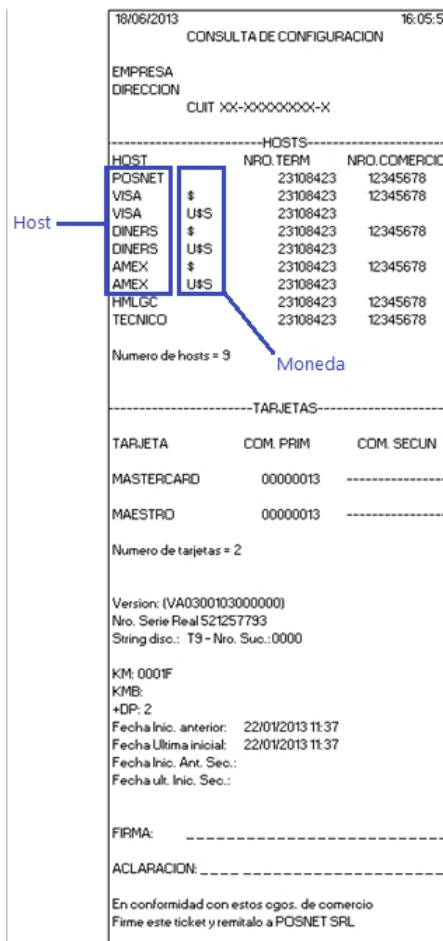 18/06/2013 16:05:5
CONSULTA DE CONFIGURACION
EMPRESA
DIRECCION
CUIT XX-XXXXXXXX-X
-----HOSTS-----
HOST NRO.TERM NRO.COMERCIO
POSNET 23108423 12345678
VISA $ 23108423 12345678
VISA U$S 23108423
Host
DINERS $ 23108423 12345678
DINERS U$S 23108423
AMEX $ 23108423 12345678
AMEX U$S 23108423
HMLGC 23108423 12345678
TECNICO 23108423 12345678
Numero de hosts = 9
Moneda
-----TARJETAS-----
TARJETA COM. PRIM COM. SECUN
MASTERCARD 00000013 ---------------
MAESTRO 00000013 ---------------
Numero de tarjetas = 2
Version: (VA0300103000000)
Nro. Serie Real 521257793
String disc.: T9 - Nro. Suc.:0000
KM: 0001F
KMB:
+DP: 2
Fecha Inic. anterior: 22/01/2013 11:37
Fecha Ultima inicial: 22/01/2013 11:37
Fecha Inic. Ant. Sec.:
Fecha ult. Inic. Sec.:
FIRMA: _ _ _ _ _ _ _ _ _ _ _ _ _ _ _ _
ACLARACION: _ _ _ _ _ _ _ _ _ _ _ _ _ _ _ _
En conformidad con estos ogos. de comercio
Firme este ticket y remitalo a POSNET SRL